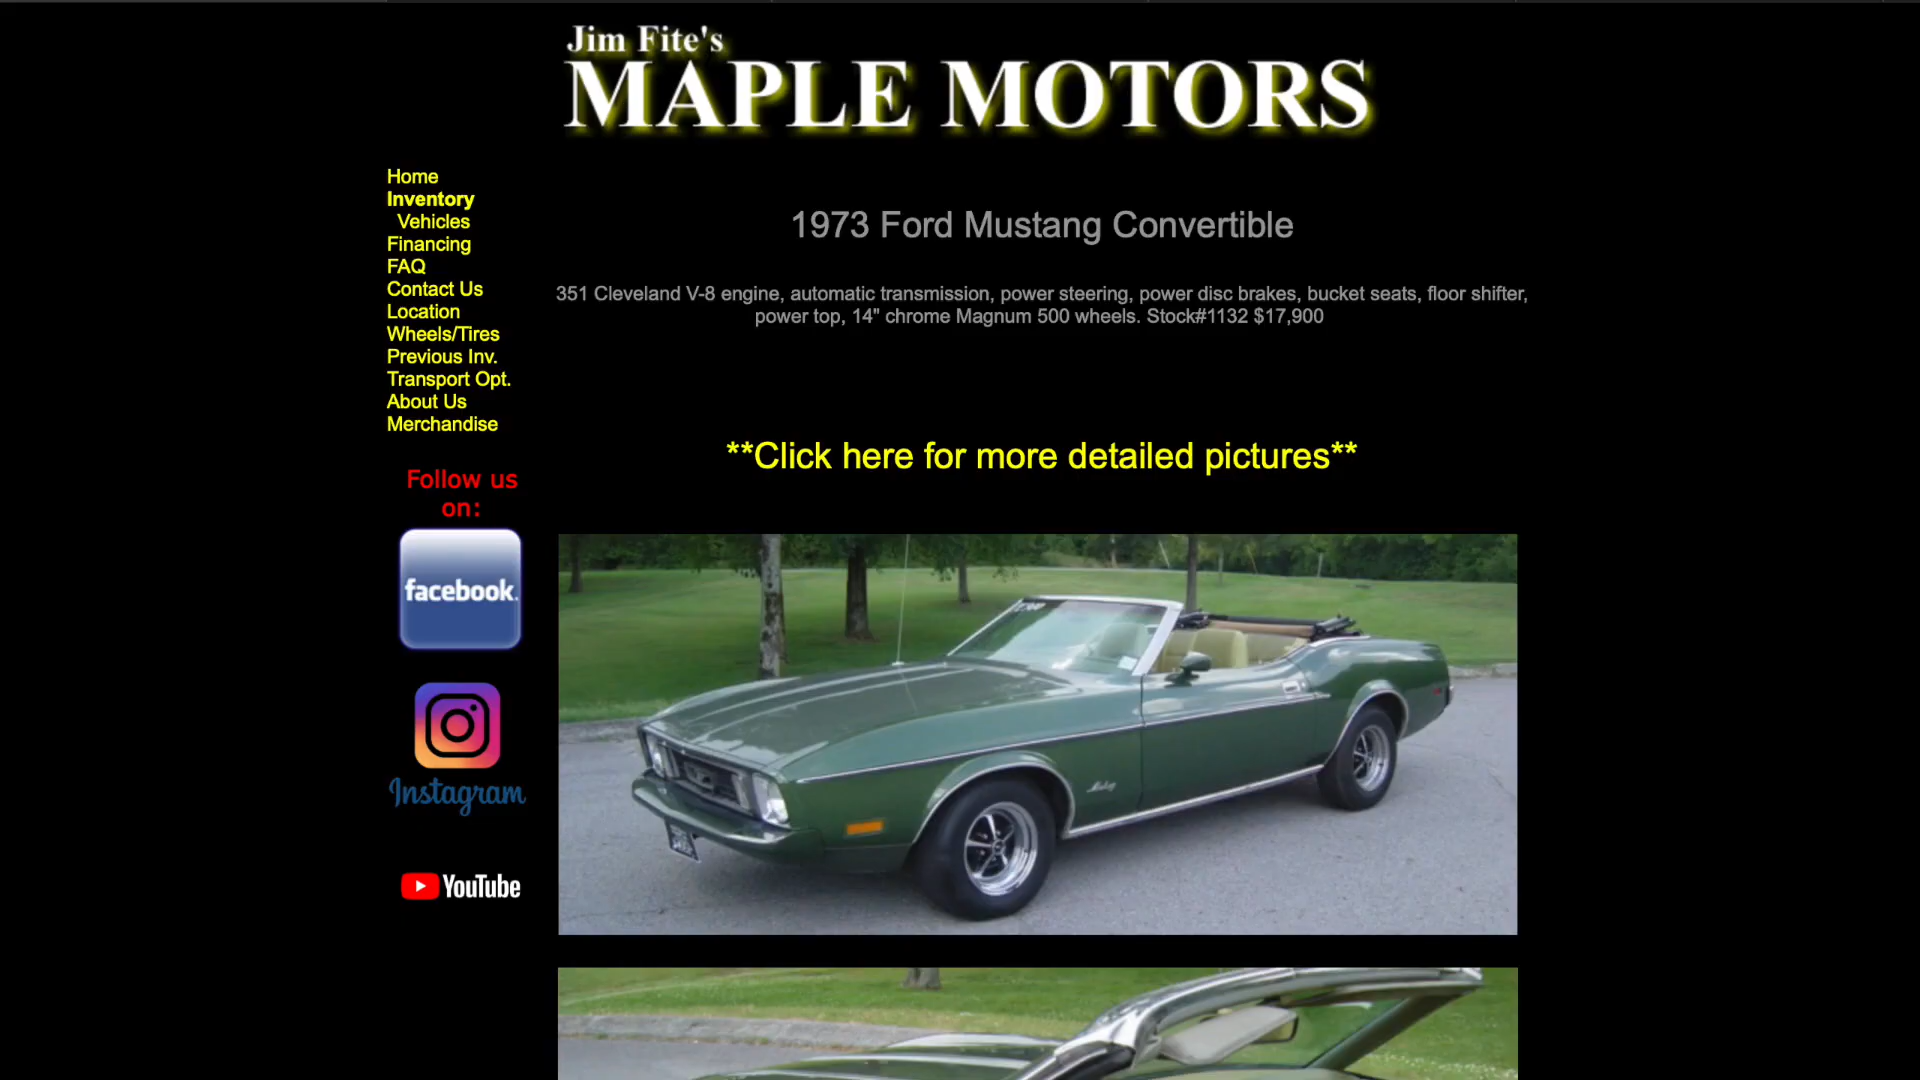 Jim Fite's
MAPLE MOTORS
Home
Inventory
Vehicles
Financing
FAQ
Contact Us
Location
Wheels/Tires
Previous Inv.
Transport Opt.
About Us
Merchandise
Follow us
on:
facebook.
Instagram
YouTube
1973 Ford Mustang Convertible
351 Cleveland V-8 engine, automatic transmission, power steering, power disc brakes, bucket seats, floor shifter,
power top, 14" chrome Magnum 500 wheels. Stock#1132 $17,900
**Click here for more detailed pictures**
Mustang